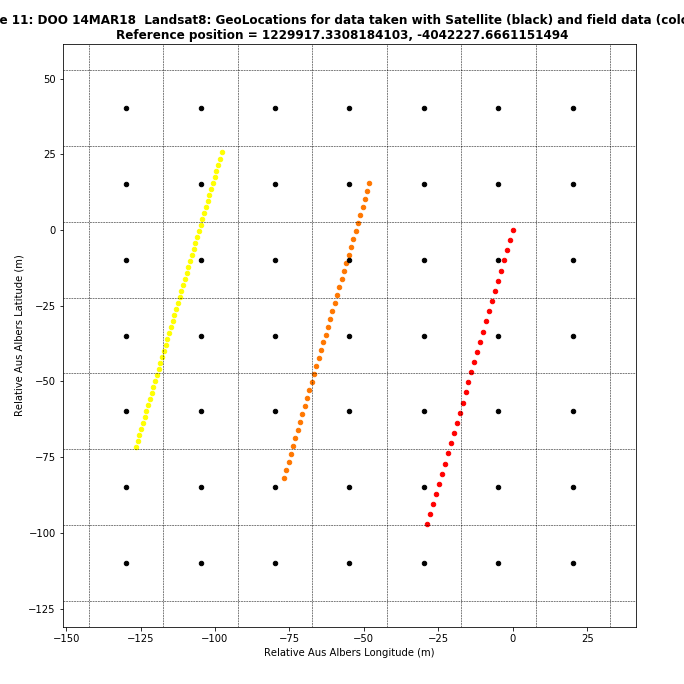 e 11: DOO 14MAR18 Landsat8: GeoLocations for data taken with Satellite (black) and field data (colo
Reference position = 1229917.3308184103, -4042227.6661151494
50
25
0
−25
−50
−75
−100
−125
Relative Aus Albers Latitude (m)
−150 −125 −100 −75 −50 −25 0 25
Relative Aus Albers Longitude (m)